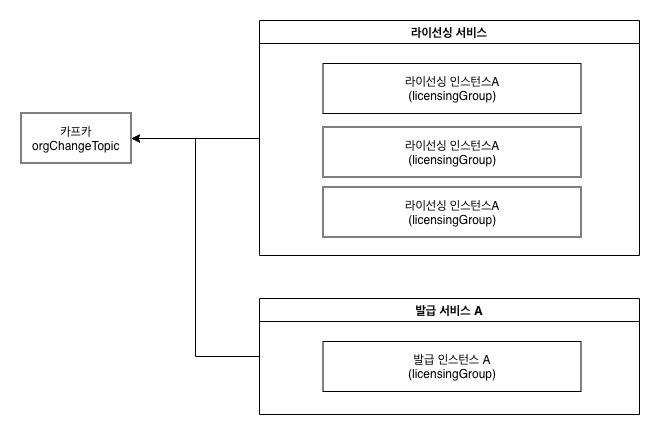 라이선싱 서비스
라이선싱 인스턴스A
(licensingGroup)
카프카
orgChangeTopic
라이선싱 인스턴스A
(licensingGroup)
라이선싱 인스턴스A
(licensingGroup)
발급 서비스 A
발급 인스턴스 A
(licensingGroup)